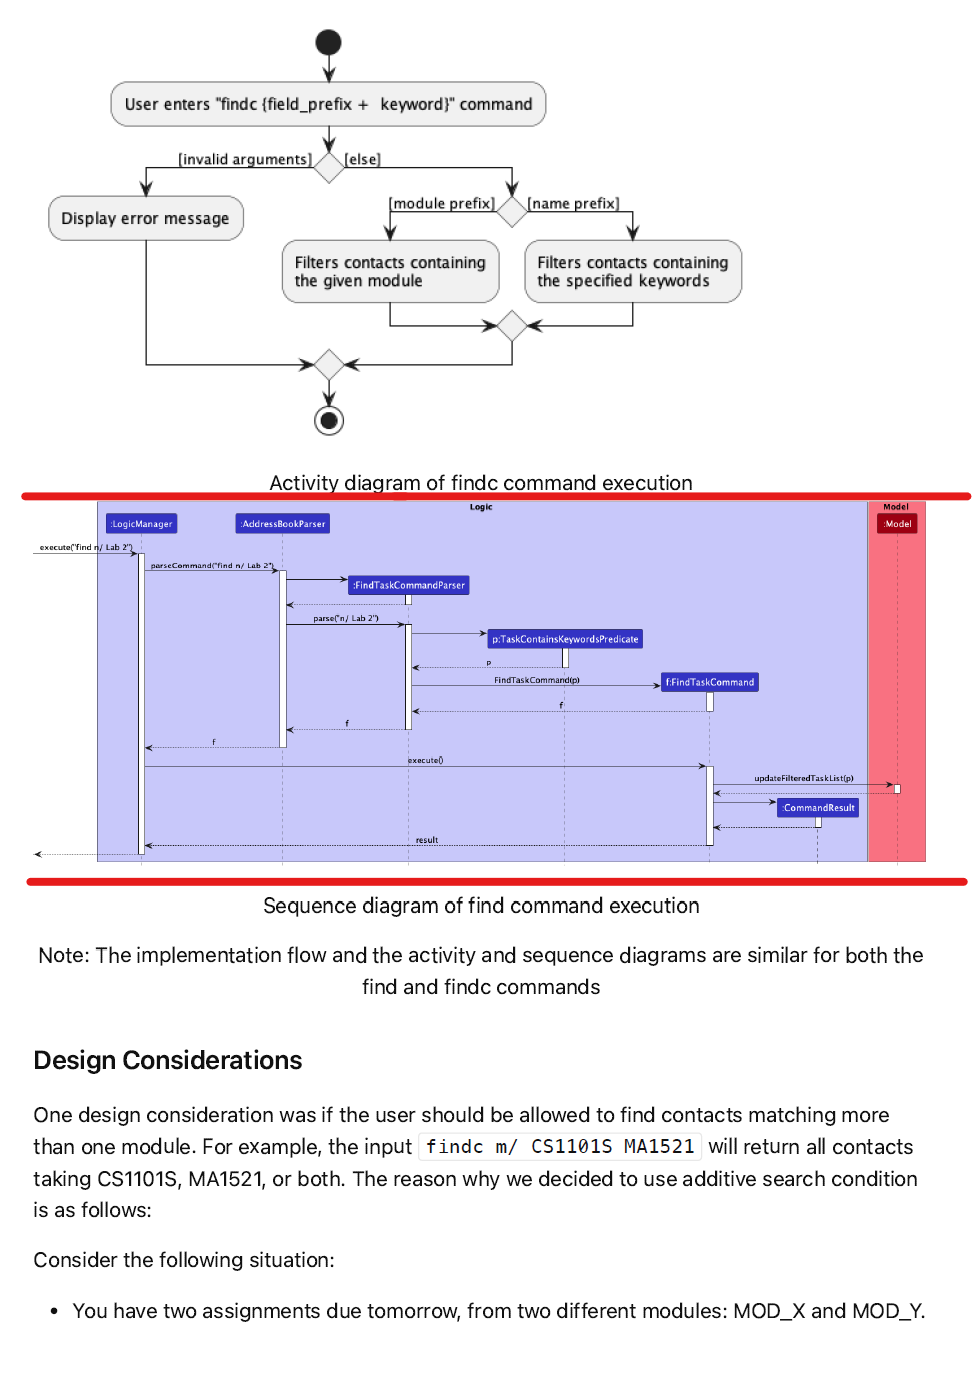 User enters "findc {field_prefix + keyword}" command
[invalid arguments] [else]
[module prefix] [name prefix]
Display error message
Filters contacts containing
the given module
Filters contacts containing
the specified keywords
Activity diagram of findc command execution
Logic
Model
:LogicManager
:AddressBookParser
:Model
execute("find n/ Lab 2")
parseCommand("find n/ Lab 2")
:FindTaskCommandParser
parse("n/ Lab 2")
p:TaskContainsKeywordsPredicate
p
FindTaskCommand(p)
f:FindTaskCommand
f
f
f
execute()
updateFilteredTaskList(p)
:CommandResult
result
Sequence diagram of find command execution
Note: The implementation flow and the activity and sequence diagrams are similar for both the
find and findc commands
Design Considerations
One design consideration was if the user should be allowed to find contacts matching more
than one module. For example, the input findc m/ CS1101S MA1521 will return all contacts
taking CS1101S, MA1521, or both. The reason why we decided to use additive search condition
is as follows:
Consider the following situation:
• You have two assignments due tomorrow, from two different modules: MOD_X and MOD_Y.